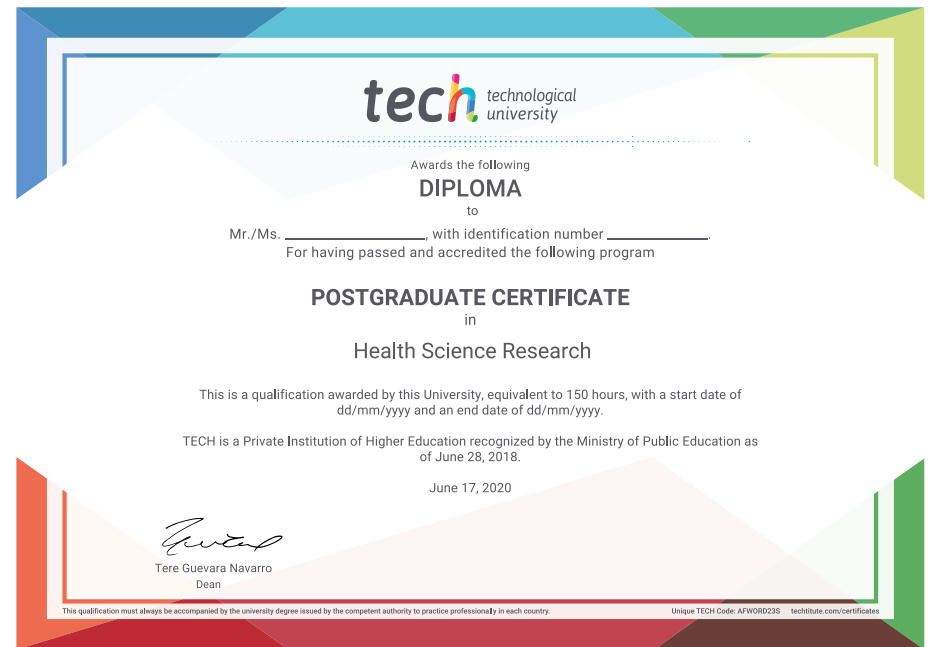 tech technological
university
Awards the following
DIPLOMA
to
Mr./Ms. ____________________, with identification number ______________.
For having passed and accredited the following program
POSTGRADUATE CERTIFICATE
in
Health Science Research
This is a qualification awarded by this University, equivalent to 150 hours, with a start date of
dd/mm/yyyy and an end date of dd/mm/yyyy.
TECH is a Private Institution of Higher Education recognized by the Ministry of Public Education as
of June 28, 2018.
June 17, 2020
Tere Guevara Navarro
Dean
This qualification must always be accompanied by the university degree issued by the competent authority to practice professionally in each country.
Unique TECH Code: AFWORD23S techtitute.com/certificates